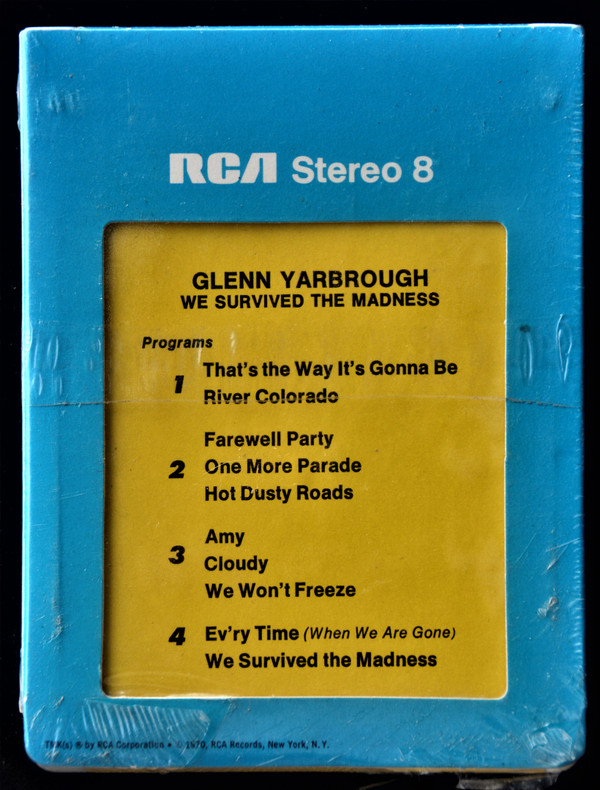 RCA Stereo 8
GLENN YARBROUGH
WE SURVIVED THE MADNESS
Programs
1 That's the Way It's Gonna Be
River Colorado
Farewell Party
2 One More Parade
Hot Dusty Roads
Amy
3 Cloudy
We Won't Freeze
4 Ev'ry Time (When We Are Gone)
We Survived the Madness
TMK(s) ® by RCA Corporation • © 1970, RCA Records, New York, N.Y.